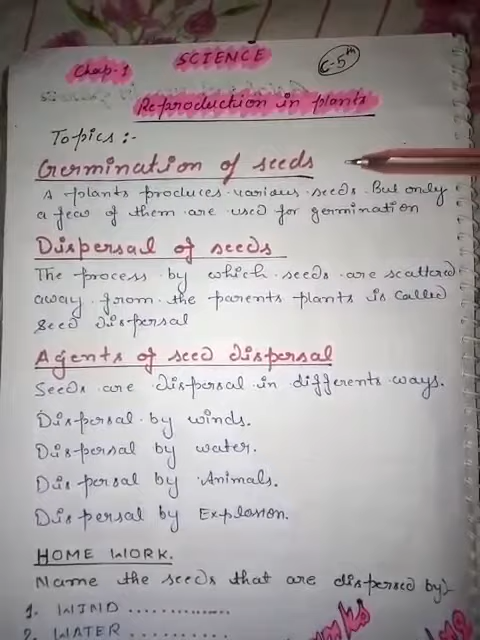 SCIENCE
Chap-1
C-5th
Reproduction in plants
Topics:-
Germination of seeds
A plants produces various seeds. But only
a few of them are used for germination
Dispersal of seeds
The process by which seeds are scattered
away from the parents plants is called
seed dispersal
Agents of seed dispersal
Seeds are dispersal in differents ways.
Dispersal by winds.
Dispersal by water.
Dispersal by Animals.
Dispersal by Explosion.
HOME WORK.
Name the seeds that are dispersed by:-
1. WIND ..............
2. WATER ..........